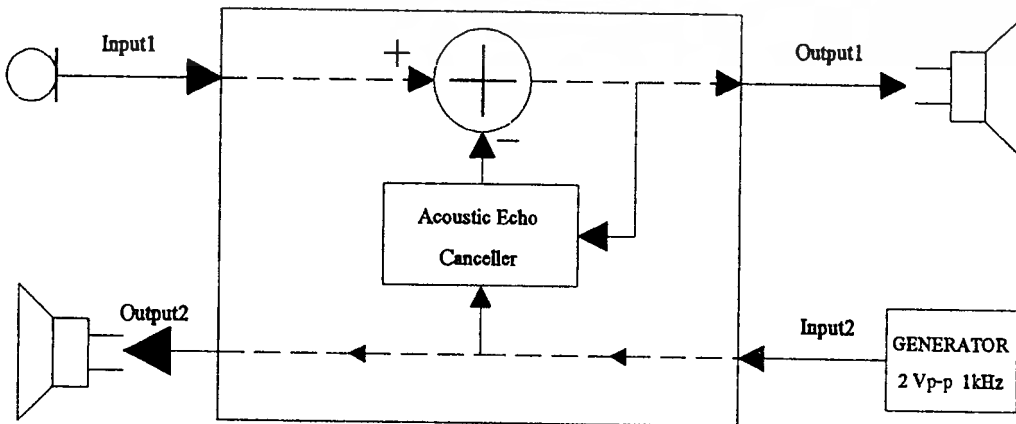 Input1
+
Output1
−
Acoustic Echo
Canceller
Output2
Input2
GENERATOR
2 Vp-p 1kHz